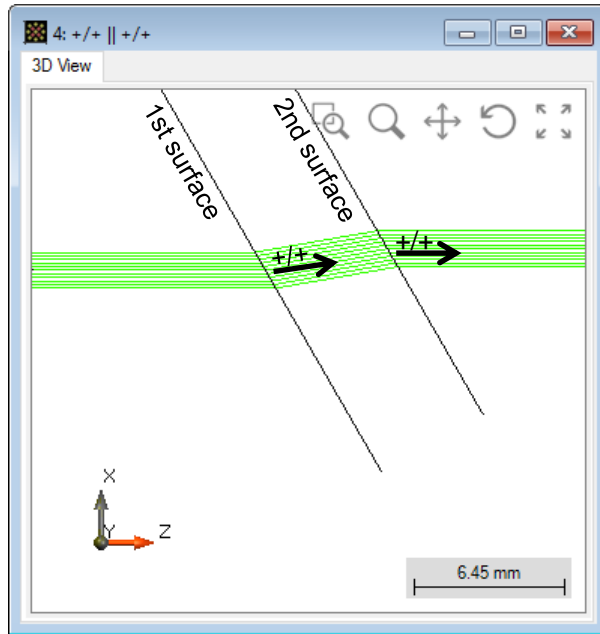 4: +/+ || +/+
3D View
1st surface
2nd surface
+/+
+/+
X
Y
Z
6.45 mm